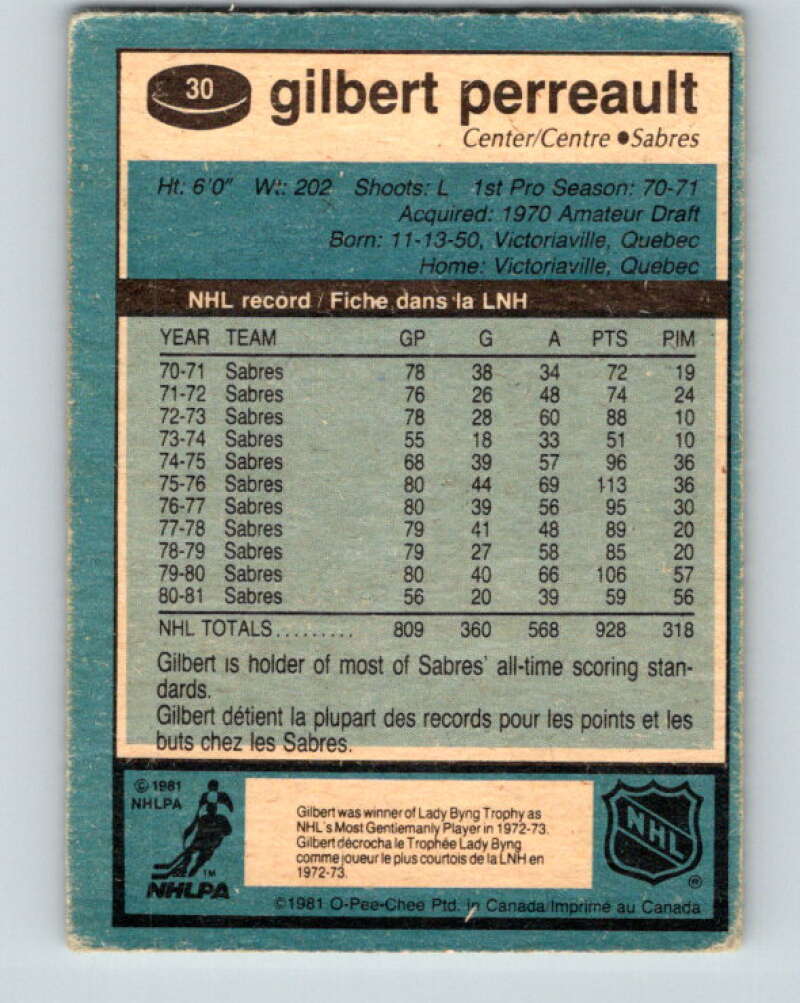 30 gilbert perreault
Center/Centre ● Sabres
Ht: 6'0" Wt: 202 Shoots: L 1st Pro Season: 70-71
Acquired: 1970 Amateur Draft
Born: 11-13-50, Victoriaville, Quebec
Home: Victoriaville, Quebec
NHL record / Fiche dans la LNH
YEAR TEAM GP G A PTS PIM
70-71 Sabres 78 38 34 72 19
71-72 Sabres 76 26 48 74 24
72-73 Sabres 78 28 60 88 10
73-74 Sabres 55 18 33 51 10
74-75 Sabres 68 39 57 96 36
75-76 Sabres 80 44 69 113 36
76-77 Sabres 80 39 56 95 30
77-78 Sabres 79 41 48 89 20
78-79 Sabres 79 27 58 85 20
79-80 Sabres 80 40 66 106 57
80-81 Sabres 56 20 39 59 56
NHL TOTALS......... 809 360 568 928 318
Gilbert is holder of most of Sabres' all-time scoring stan-
dards.
Gilbert détient la plupart des records pour les points et les
buts chez les Sabres.
© 1981
NHLPA
TM
NHLPA
Gilbert was winner of Lady Byng Trophy as
NHL's Most Gentlemanly Player in 1972-73.
Gilbert décrocha le Trophée Lady Byng
comme joueur le plus courtois de la LNH en
1972-73.
NHL
®
©1981 O-Pee-Chee Ptd. in Canada/Imprimé au Canada